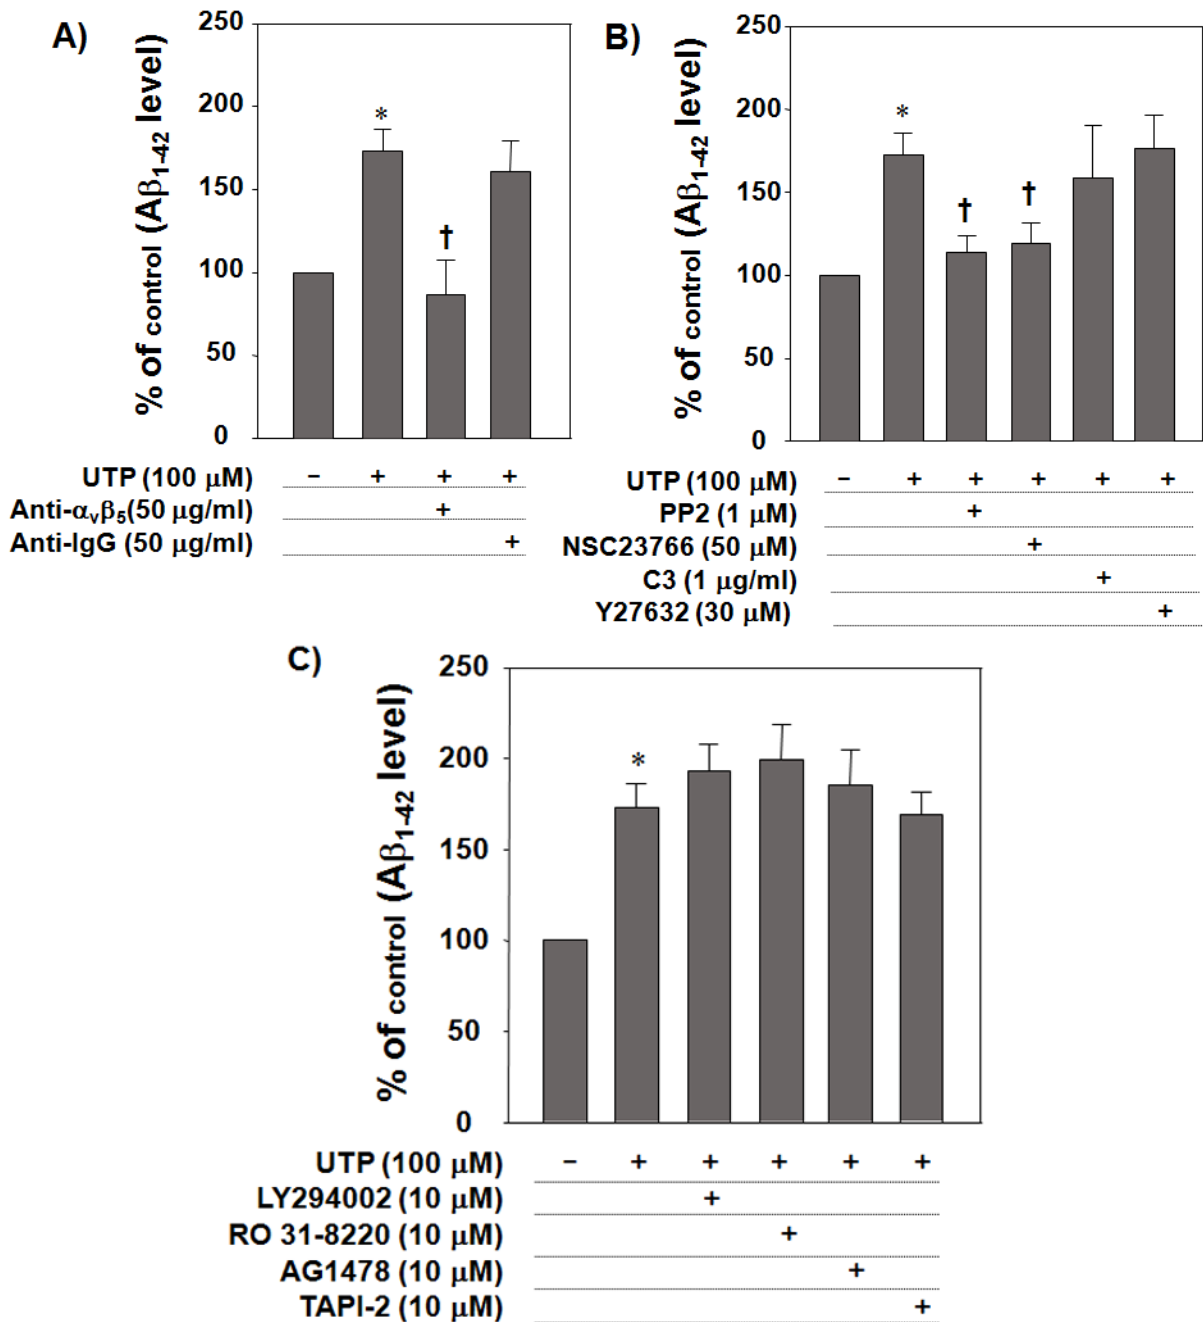 A)
% of control (Aβ1-42 level)
250
200
150
100
50
0
*
†
UTP (100 μM) - + + +
Anti-αvβ5(50 μg/ml) +
Anti-IgG (50 μg/ml) +
B)
% of control (Aβ1-42 level)
250
200
150
100
50
0
*
†
†
UTP (100 μM) - + + + + +
PP2 (1 μM) +
NSC23766 (50 μM) +
C3 (1 μg/ml) +
Y27632 (30 μM) +
C)
% of control (Aβ1-42 level)
250
200
150
100
50
0
*
UTP (100 μM) - + + + + +
LY294002 (10 μM) +
RO 31-8220 (10 μM) +
AG1478 (10 μM) +
TAPI-2 (10 μM) +